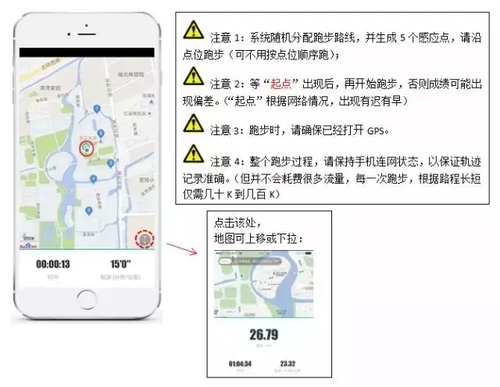 注意 1：系统随机分配跑步路线，并生成 5 个感应点，请沿
点位跑步（可不用按点位顺序跑）；
注意 2：等“起点”出现后，再开始跑步，否则成绩可能出
现偏差。（“起点”根据网络情况，出现有迟有早）
注意 3：跑步时，请确保已经打开 GPS。
注意 4：整个跑步过程，请保持手机连网状态，以保证轨迹
记录准确。（但并不会耗费很多流量，每一次跑步，根据路程长短
仅需几十 K 到几百 K）
00:00:13
15'0"
点击该处，
地图可上移或下拉：
26.79
01:04:34
23.32